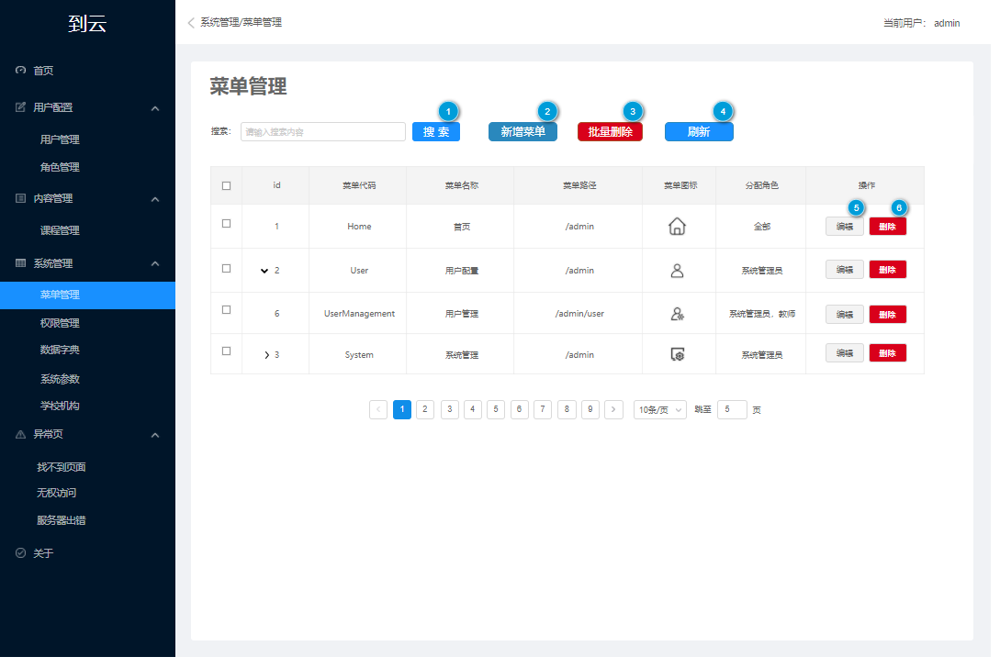 到云
首页
用户配置
用户管理
角色管理
内容管理
课程管理
系统管理
菜单管理
权限管理
数据字典
系统参数
学校机构
异常页
找不到页面
无权访问
服务器出错
关于
系统管理/菜单管理
当前用户： admin
菜单管理
1 2 3 4
搜索: 请输入搜索内容 搜 索 新增菜单 批量删除 刷新
id 菜单代码 菜单名称 菜单路径 菜单图标 分配角色 操作
5 6
1 Home 首页 /admin 全部 编辑 删除
2 User 用户配置 /admin 系统管理员 编辑 删除
6 UserManagement 用户管理 /admin/user 系统管理员，教师 编辑 删除
3 System 系统管理 /admin 系统管理员 编辑 删除
1 2 3 4 5 6 7 8 9 10条/页 跳至 5 页